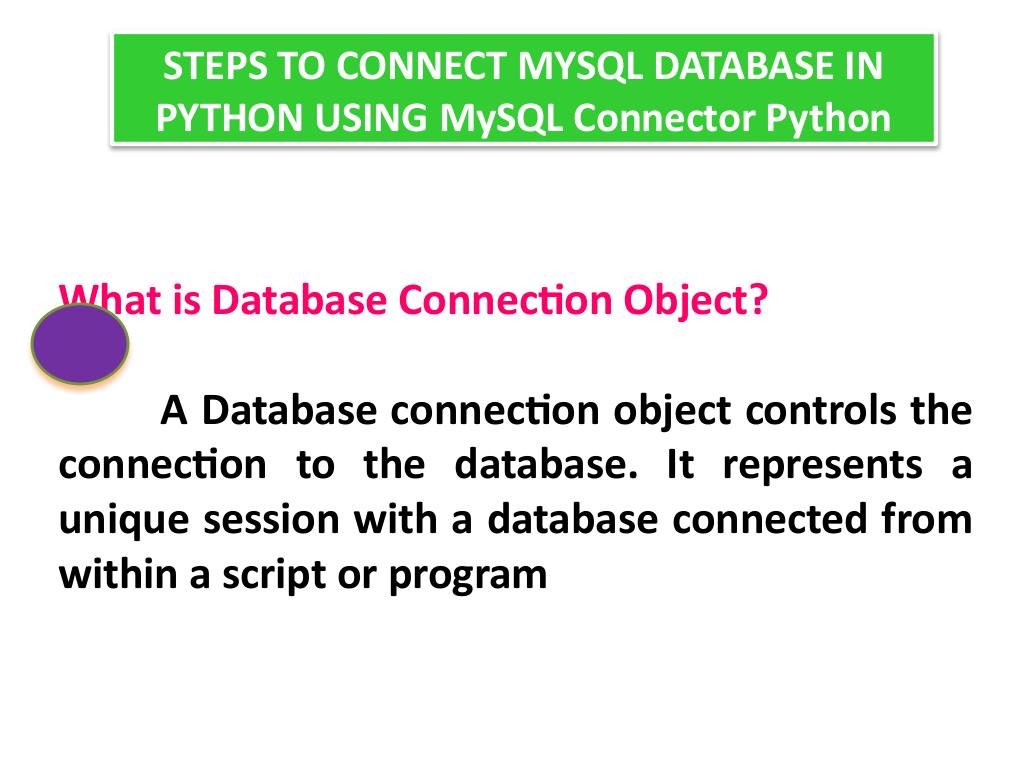 STEPS TO CONNECT MYSQL DATABASE IN
PYTHON USING MySQL Connector Python
What is Database Connection Object?
A Database connection object controls the
connection to the database. It represents a
unique session with a database connected from
within a script or program